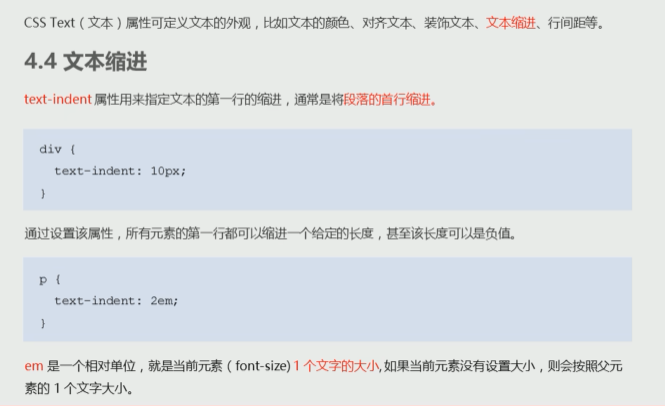 CSS Text（文本）属性可定义文本的外观，比如文本的颜色、对齐文本、装饰文本、文本缩进、行间距等。
4.4 文本缩进
text-indent 属性用来指定文本的第一行的缩进，通常是将段落的首行缩进。
div {
  text-indent: 10px;
}
通过设置该属性，所有元素的第一行都可以缩进一个给定的长度，甚至该长度可以是负值。
p {
  text-indent: 2em;
}
em 是一个相对单位，就是当前元素（font-size) 1 个文字的大小, 如果当前元素没有设置大小，则会按照父元
素的 1 个文字大小。